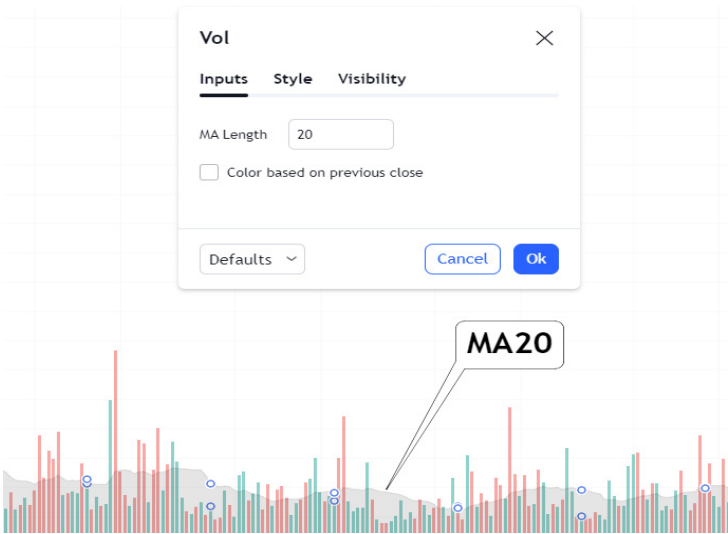 Vol
Inputs Style Visibility
MA Length 20
Color based on previous close
Defaults Cancel Ok
MA20